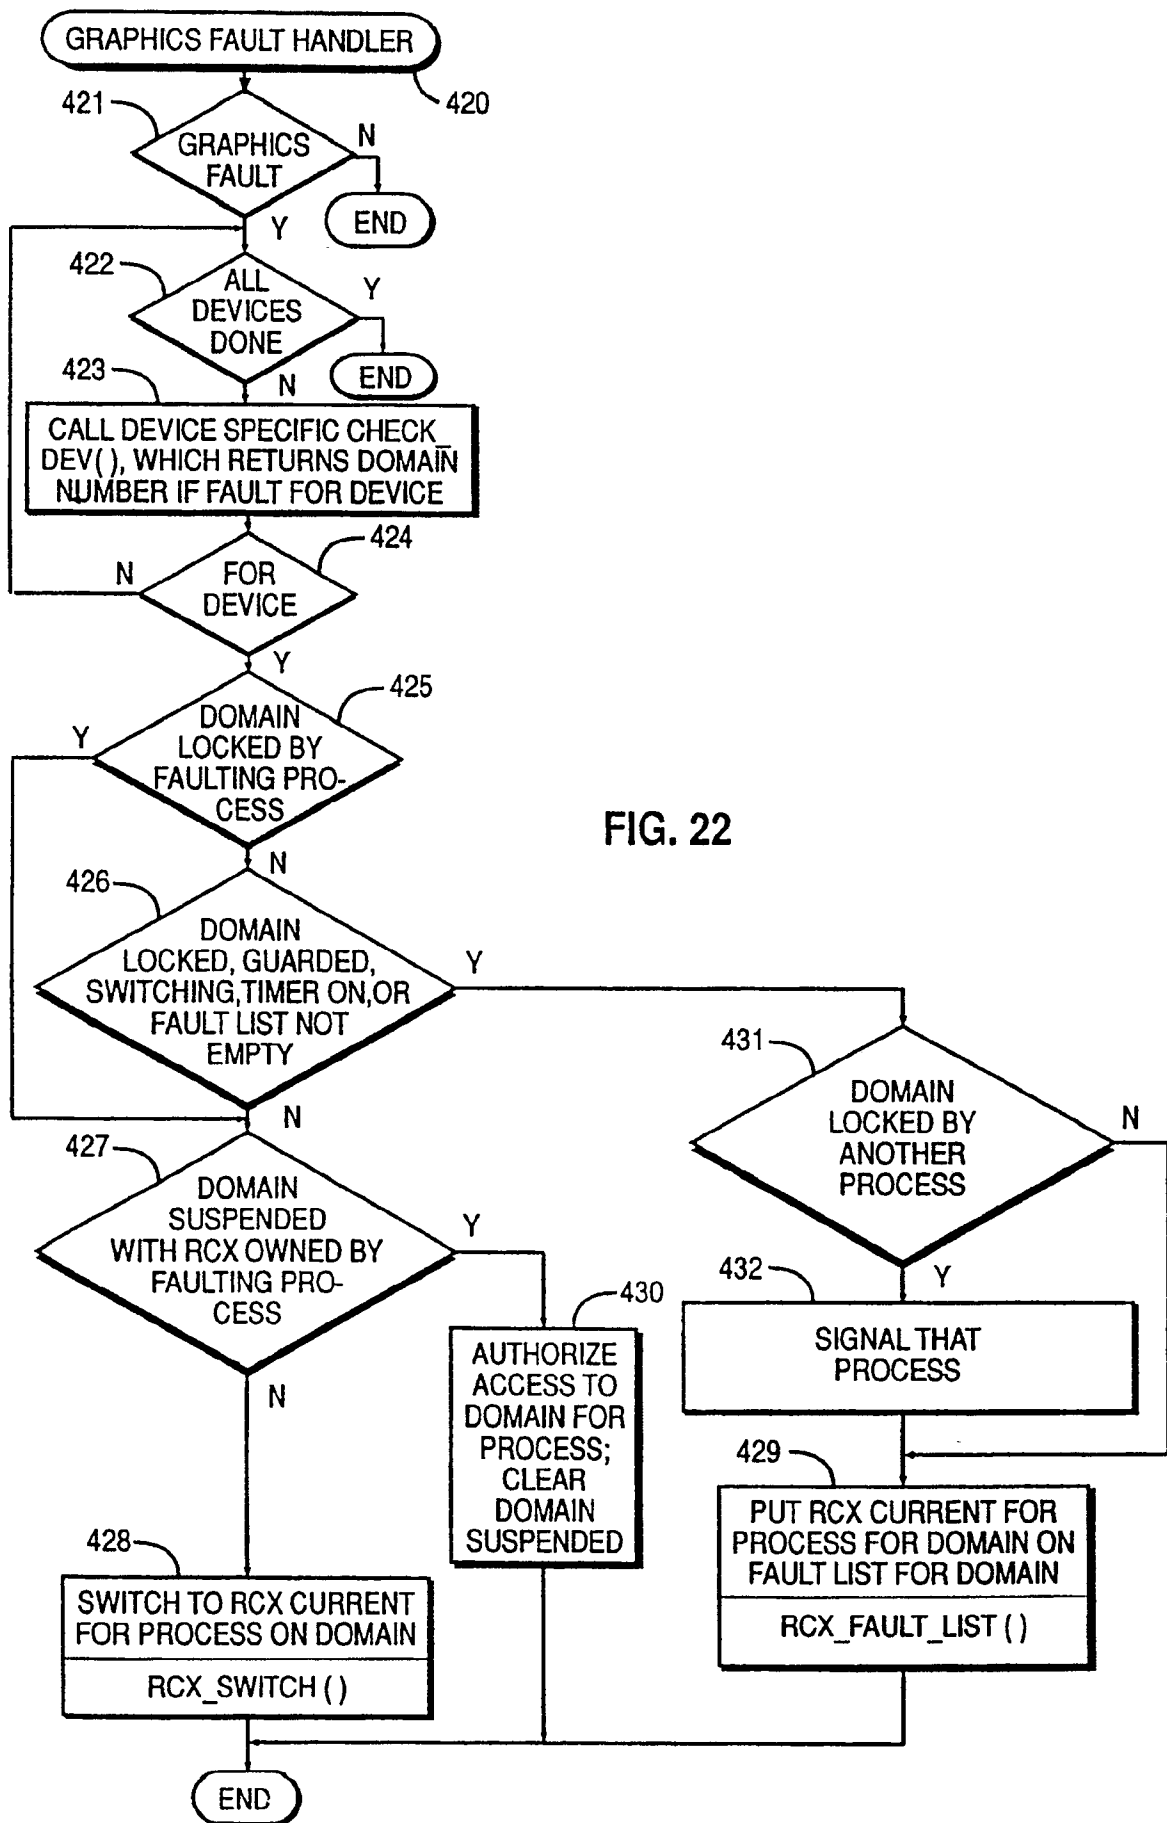 GRAPHICS FAULT HANDLER
420
421
GRAPHICS
FAULT
N
END
Y
422
ALL
DEVICES
DONE
Y
END
423
N
CALL DEVICE SPECIFIC CHECK_
DEV( ), WHICH RETURNS DOMAIN
NUMBER IF FAULT FOR DEVICE
424
N
FOR
DEVICE
Y
425
Y
DOMAIN
LOCKED BY
FAULTING PRO-
CESS
FIG. 22
N
426
DOMAIN
LOCKED, GUARDED,
SWITCHING, TIMER ON, OR
FAULT LIST NOT
EMPTY
Y
N
431
DOMAIN
LOCKED BY
ANOTHER
PROCESS
N
Y
427
DOMAIN
SUSPENDED
WITH RCX OWNED BY
FAULTING PRO-
CESS
Y
N
430
AUTHORIZE
ACCESS TO
DOMAIN FOR
PROCESS;
CLEAR
DOMAIN
SUSPENDED
432
SIGNAL THAT
PROCESS
429
PUT RCX CURRENT FOR
PROCESS FOR DOMAIN ON
FAULT LIST FOR DOMAIN
RCX_FAULT_LIST ( )
428
SWITCH TO RCX CURRENT
FOR PROCESS ON DOMAIN
RCX_SWITCH ( )
END